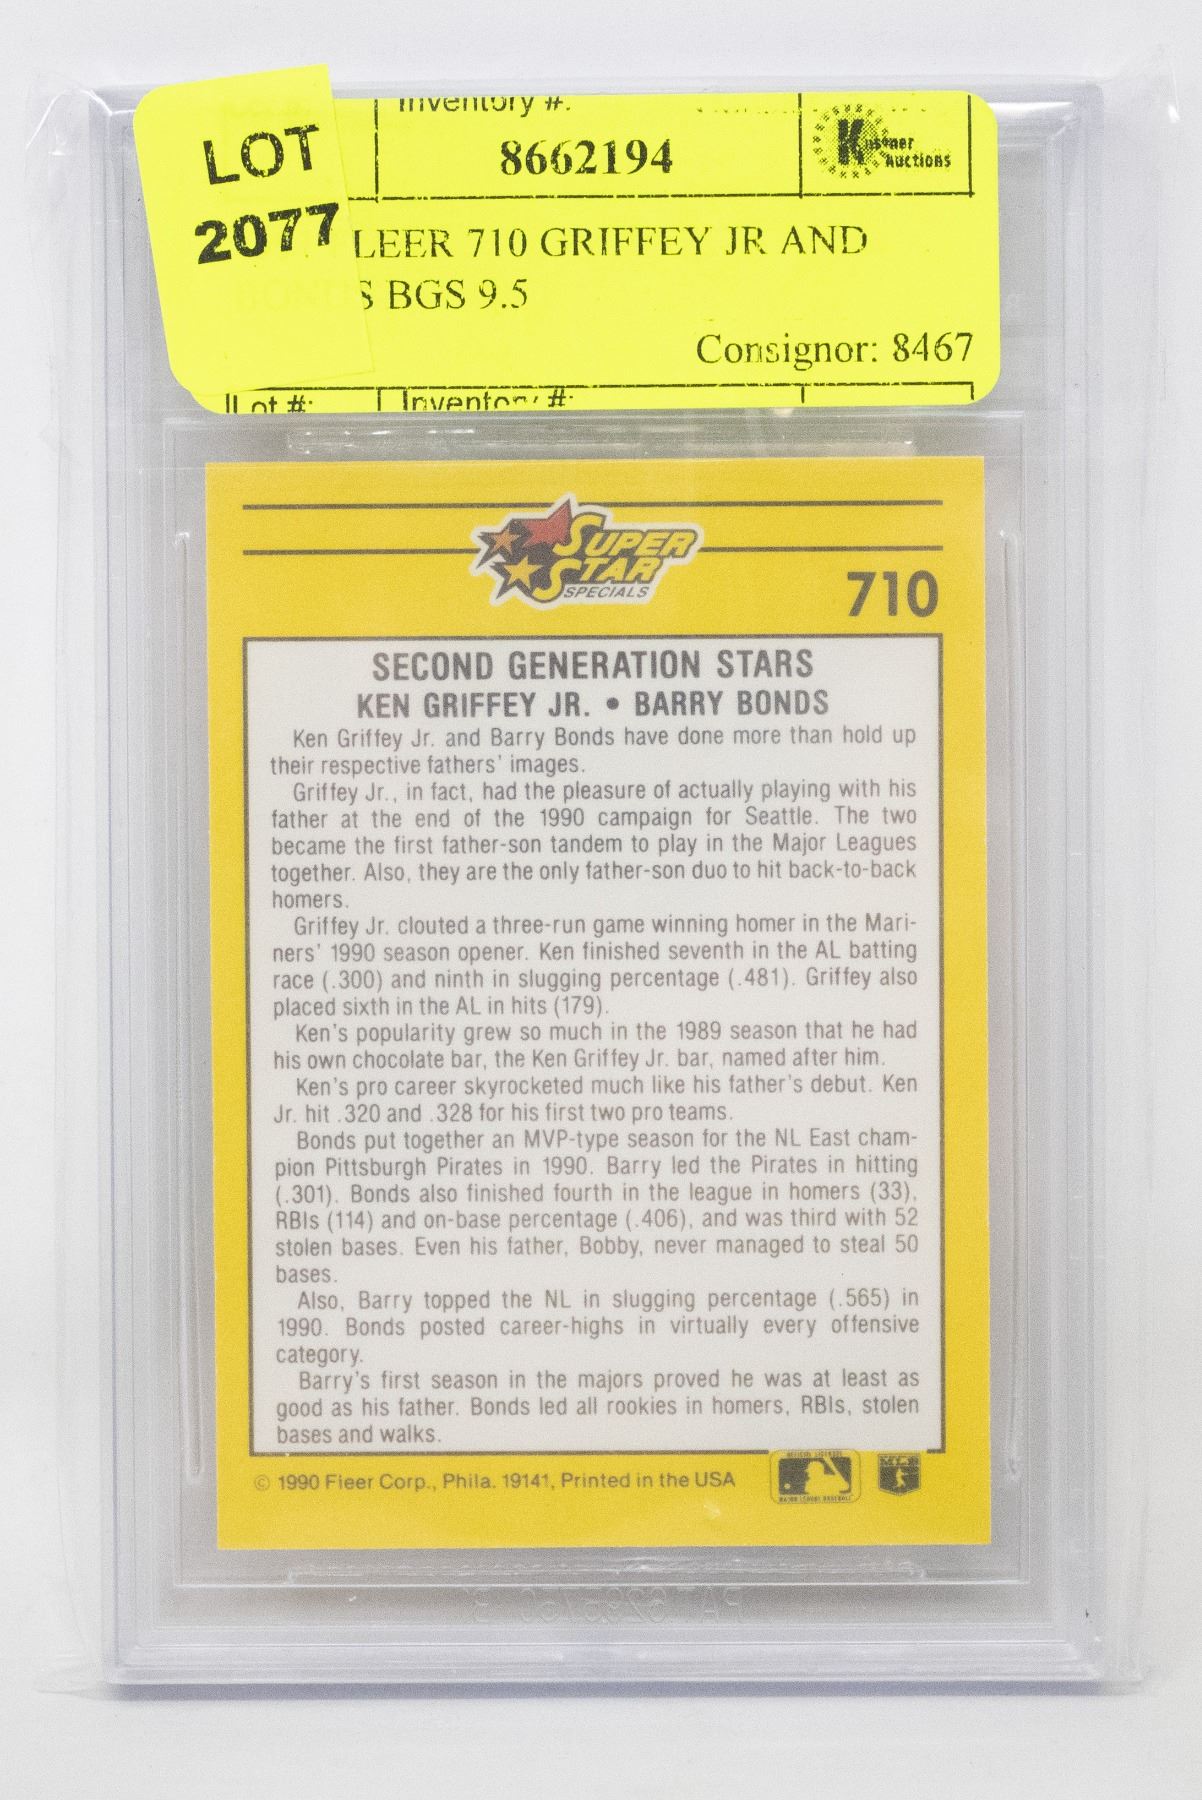 Inventory #:
LOT
2077
8662194
Kastner
Auctions
LEER 710 GRIFFEY JR AND
S BGS 9.5
Consignor: 8467
Lot #:
Inventory #:
SUPER
STAR
SPECIALS
710
SECOND GENERATION STARS
KEN GRIFFEY JR. • BARRY BONDS
Ken Griffey Jr. and Barry Bonds have done more than hold up
their respective fathers' images.
Griffey Jr., in fact, had the pleasure of actually playing with his
father at the end of the 1990 campaign for Seattle. The two
became the first father-son tandem to play in the Major Leagues
together. Also, they are the only father-son duo to hit back-to-back
homers.
Griffey Jr. clouted a three-run game winning homer in the Mari-
ners' 1990 season opener. Ken finished seventh in the AL batting
race (.300) and ninth in slugging percentage (.481). Griffey also
placed sixth in the AL in hits (179).
Ken's popularity grew so much in the 1989 season that he had
his own chocolate bar, the Ken Griffey Jr. bar, named after him.
Ken's pro career skyrocketed much like his father's debut. Ken
Jr. hit .320 and .328 for his first two pro teams.
Bonds put together an MVP-type season for the NL East cham-
pion Pittsburgh Pirates in 1990. Barry led the Pirates in hitting
(.301). Bonds also finished fourth in the league in homers (33),
RBIs (114) and on-base percentage (.406), and was third with 52
stolen bases. Even his father, Bobby, never managed to steal 50
bases.
Also, Barry topped the NL in slugging percentage (.565) in
1990. Bonds posted career-highs in virtually every offensive
category.
Barry's first season in the majors proved he was at least as
good as his father. Bonds led all rookies in homers, RBIs, stolen
bases and walks.
© 1990 Fleer Corp., Phila. 19141, Printed in the USA
MAJOR LEAGUE BASEBALL